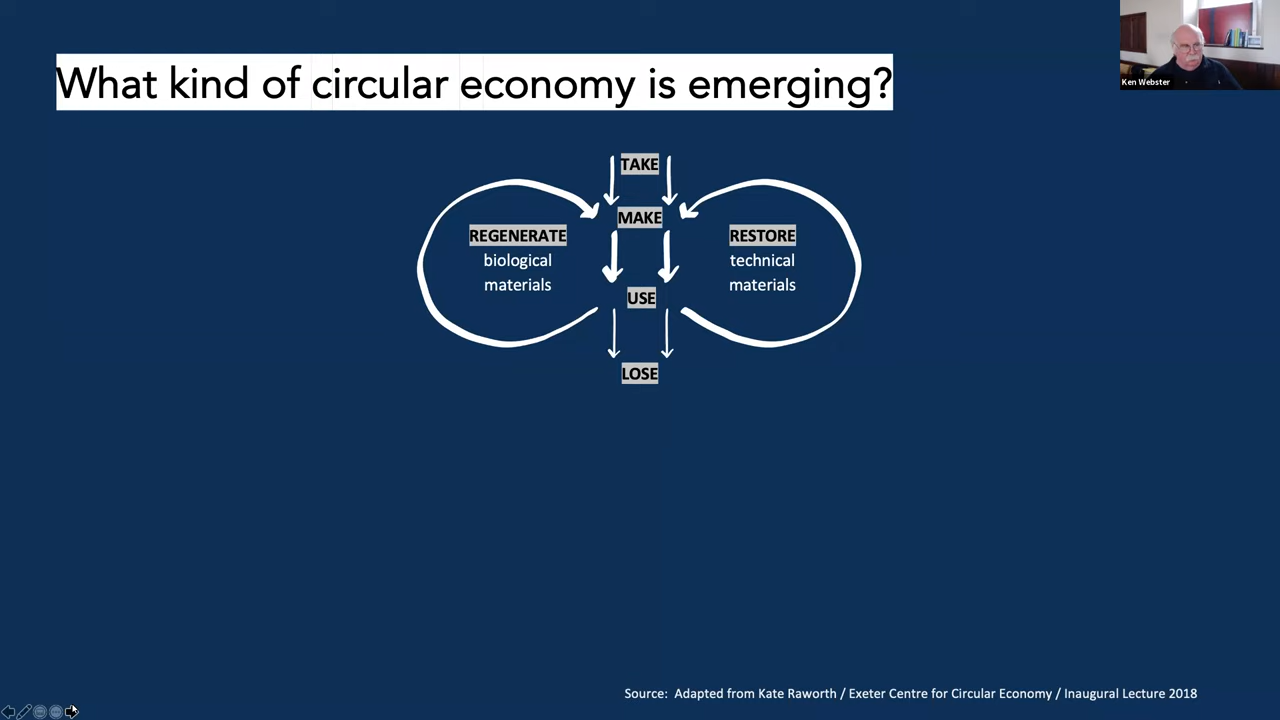 What kind of circular economy is emerging?
Ken Webster
TAKE
MAKE
REGENERATE
biological
materials
RESTORE
technical
materials
USE
LOSE
Source: Adapted from Kate Raworth / Exeter Centre for Circular Economy / Inaugural Lecture 2018